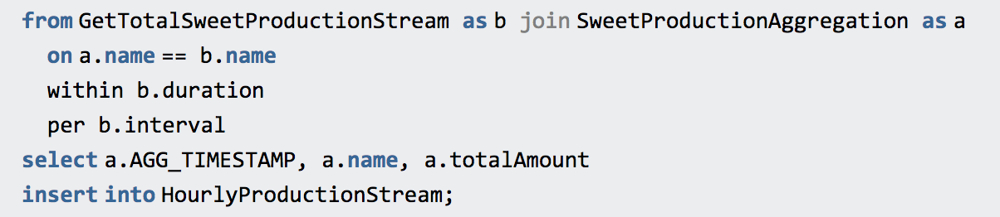 from GetTotalSweetProductionStream as b join SweetProductionAggregation as a
on a.name == b.name
within b.duration
per b.interval
select a.AGG_TIMESTAMP, a.name, a.totalAmount
insert into HourlyProductionStream;